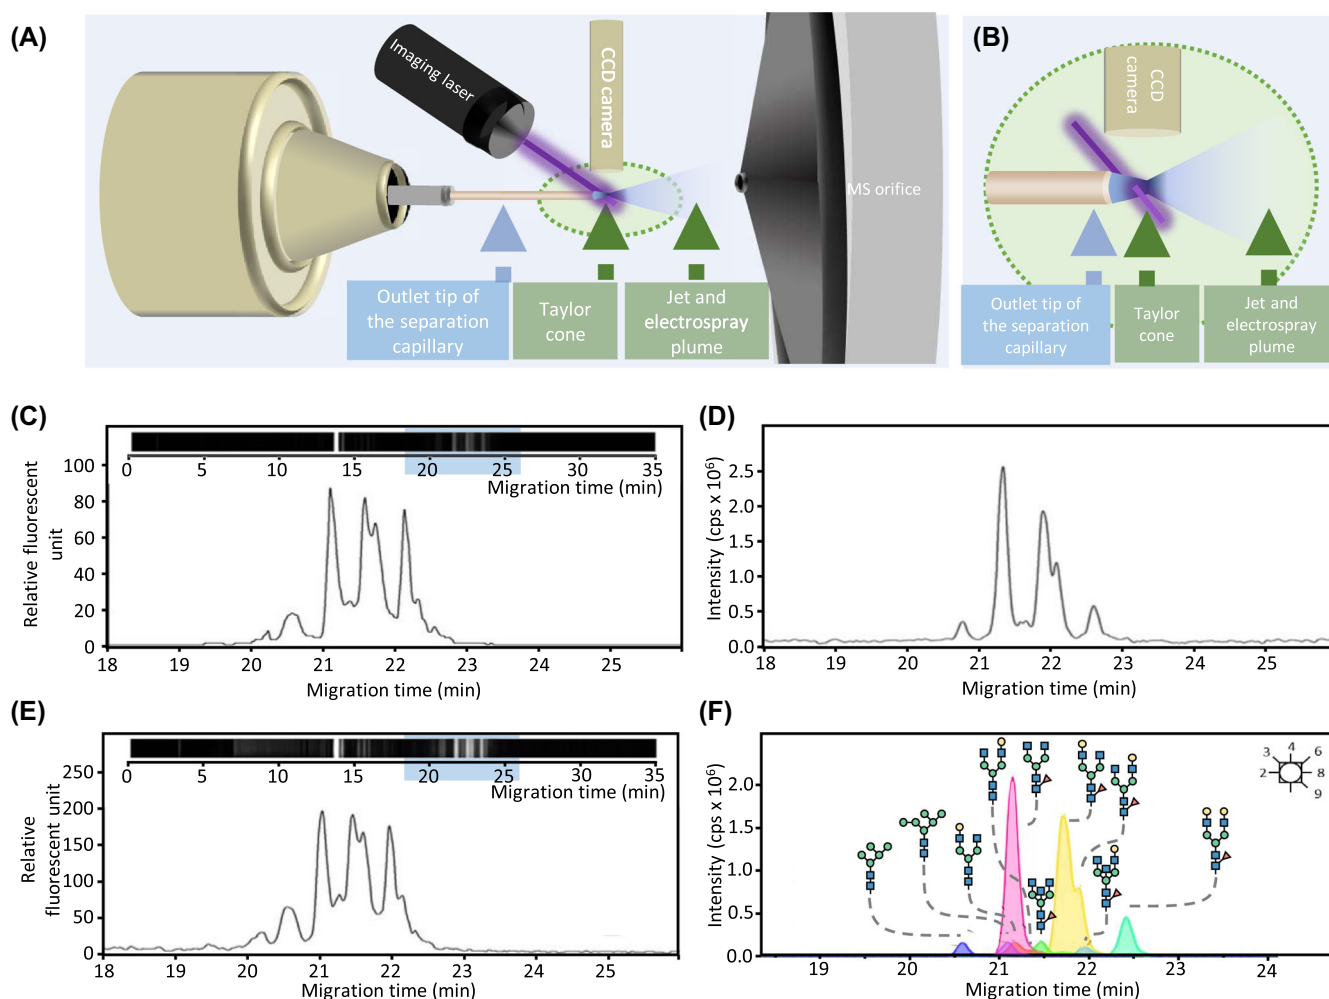 (A)
Imaging laser
CCD camera
MS orifice
Outlet tip of
the separation
capillary
Taylor
cone
Jet and
electrospray
plume
(B)
CCD
camera
Outlet tip of
the separation
capillary
Taylor
cone
Jet and
electrospray
plume
(C)
Relative fluorescent
unit
100
80
60
40
20
0
0 5 10 15 20 25 30 35
Migration time (min)
18 19 20 21 22 23 24 25
Migration time (min)
(D)
Intensity (cps x 10⁶)
2.5
2.0
1.5
1.0
0.5
0.0
18 19 20 21 22 23 24 25
Migration time (min)
(E)
Relative
fluorescent unit
250
200
150
100
50
0
0 5 10 15 20 25 30 35
Migration time (min)
18 19 20 21 22 23 24 25
Migration time (min)
(F)
Intensity (cps x 10⁶)
2.0
1.5
1.0
0.5
0.0
3 4 6
2 8
9
19 20 21 22 23 24
Migration time (min)